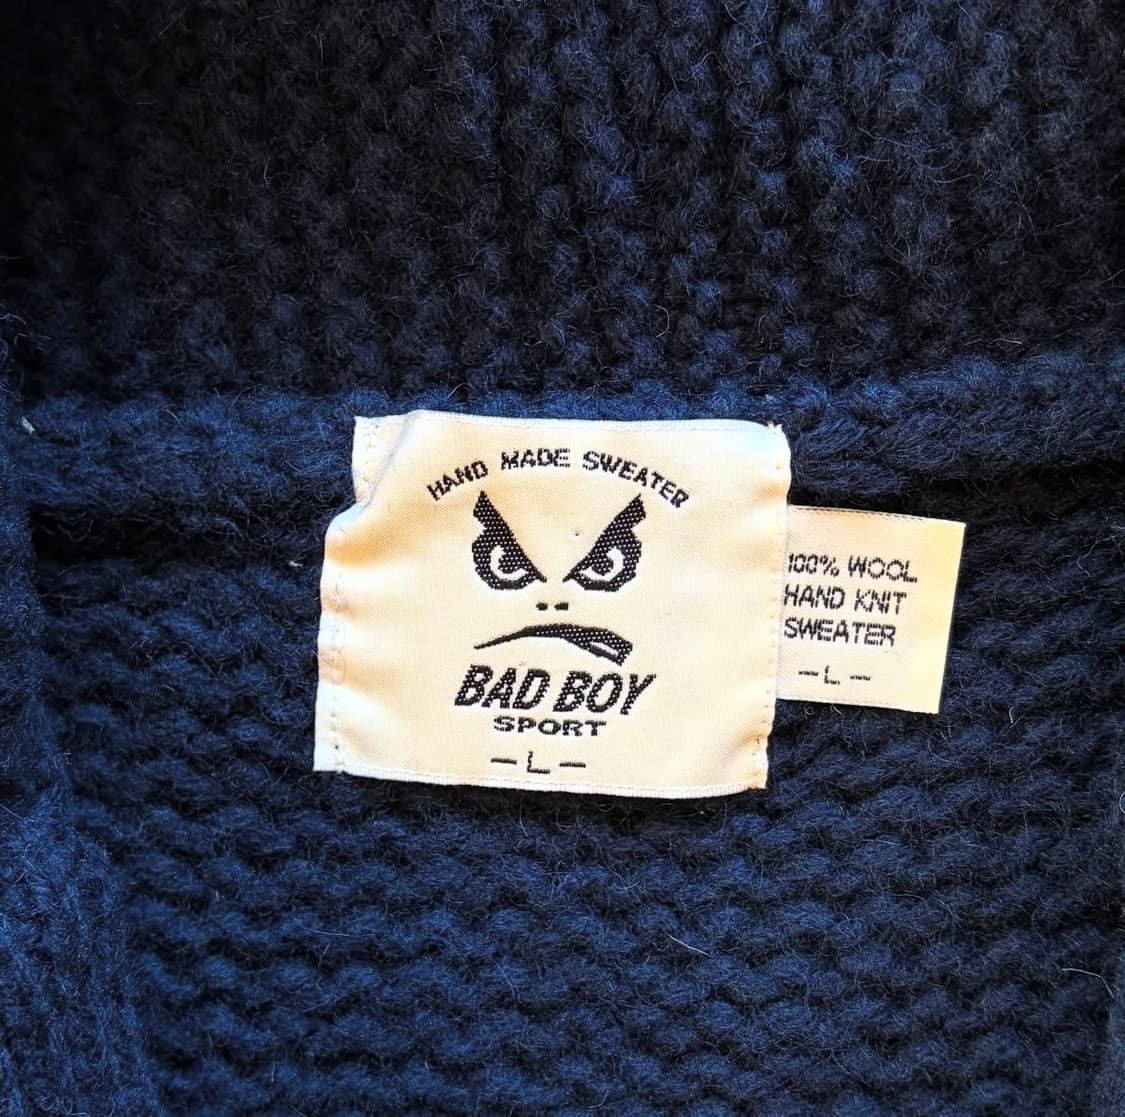 HAND MADE SWEATER
BAD BOY
SPORT
-L-
100% WOOL
HAND KNIT
SWEATER
-L-